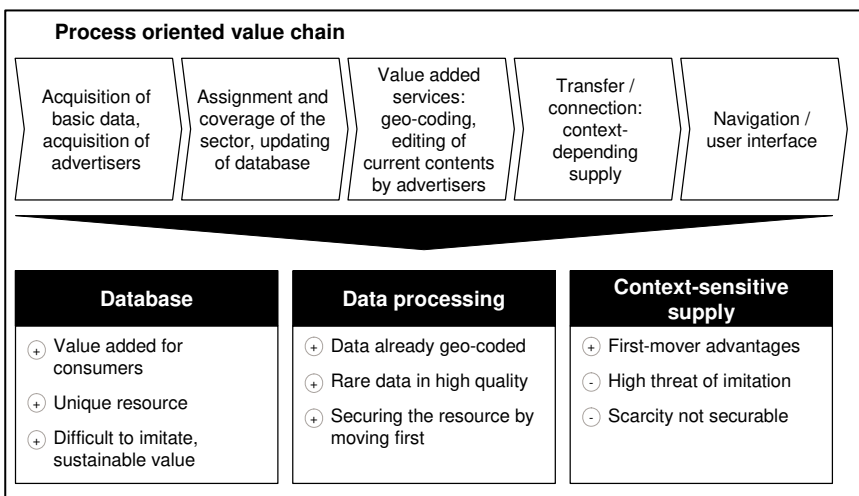 Process oriented value chain
Acquisition of
basic data,
acquisition of
advertisers
Assignment and
coverage of the
sector, updating
of database
Value added
services:
geo-coding,
editing of
current contents
by advertisers
Transfer /
connection:
context-
depending
supply
Navigation /
user interface
Database
+ Value added for
consumers
+ Unique resource
+ Difficult to imitate,
sustainable value
Data processing
+ Data already geo-coded
+ Rare data in high quality
+ Securing the resource by
moving first
Context-sensitive
supply
+ First-mover advantages
- High threat of imitation
- Scarcity not securable